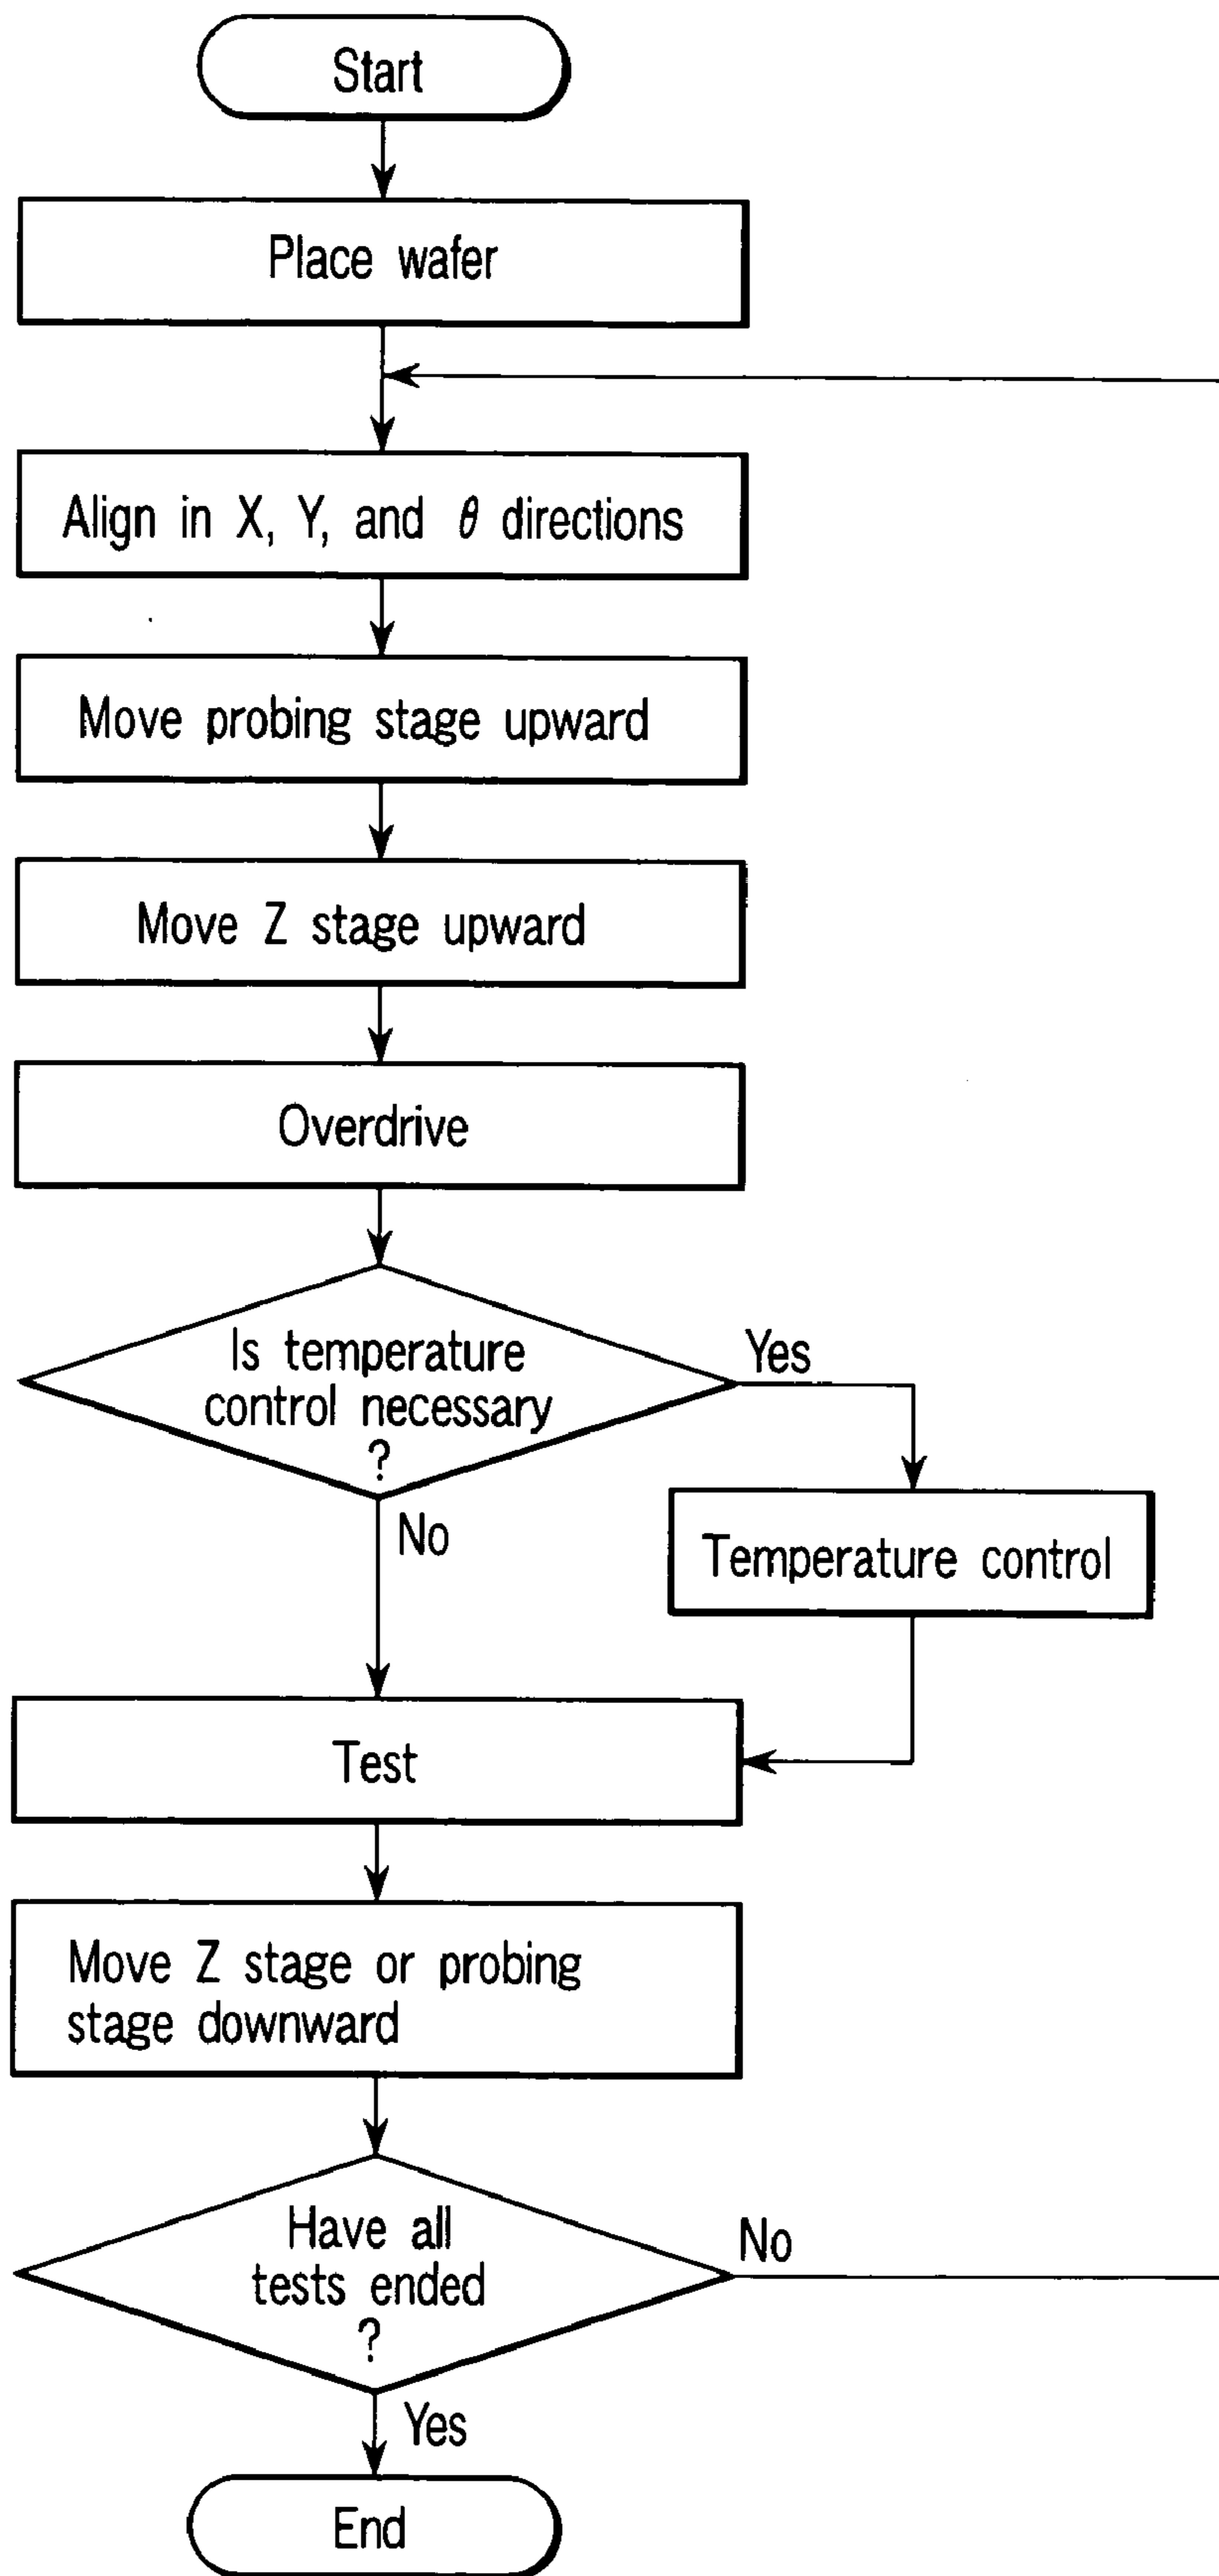 Start
Place wafer
Align in X, Y, and θ directions
Move probing stage upward
Move Z stage upward
Overdrive
Is temperature
control necessary
?
Yes
No
Temperature control
Test
Move Z stage or probing
stage downward
Have all
tests ended
?
No
Yes
End